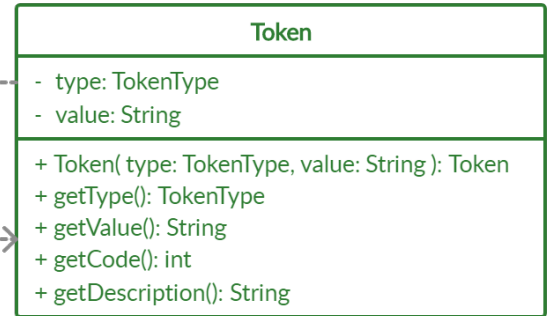 Token
- type: TokenType
- value: String
+ Token( type: TokenType, value: String ): Token
+ getType(): TokenType
+ getValue(): String
+ getCode(): int
+ getDescription(): String